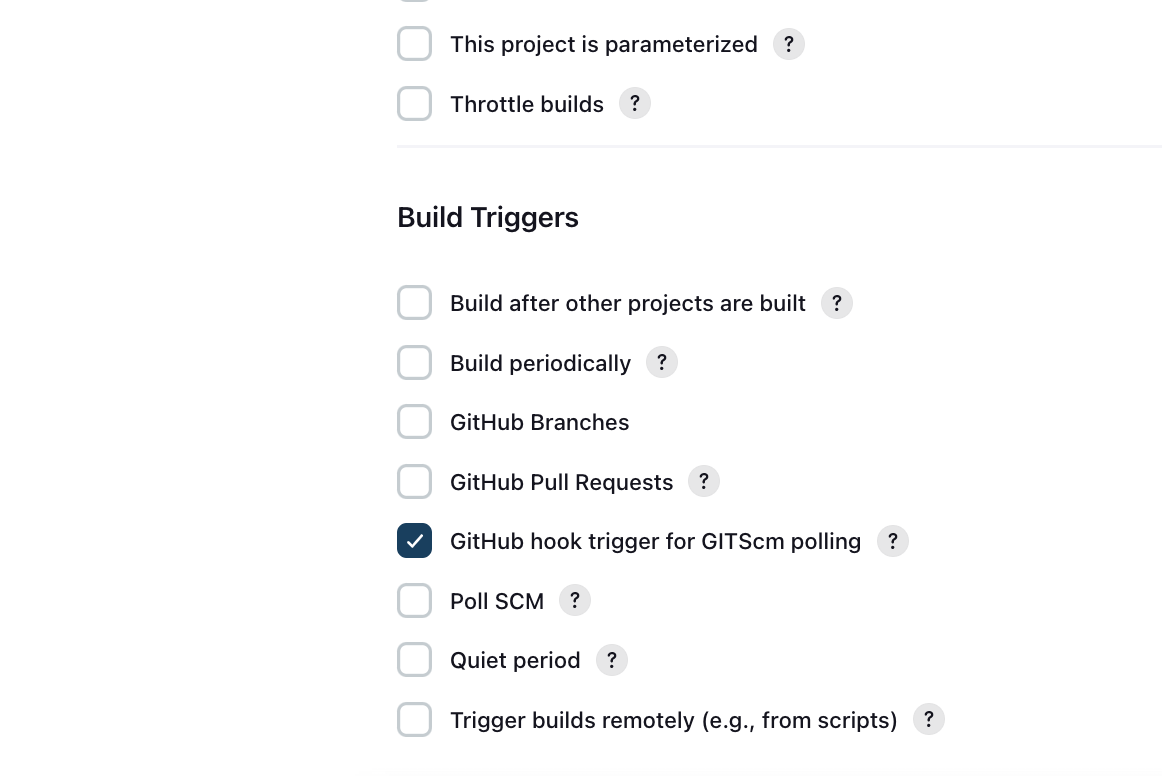 This project is parameterized ?
Throttle builds ?
Build Triggers
Build after other projects are built ?
Build periodically ?
GitHub Branches
GitHub Pull Requests ?
GitHub hook trigger for GITScm polling ?
Poll SCM ?
Quiet period ?
Trigger builds remotely (e.g., from scripts) ?